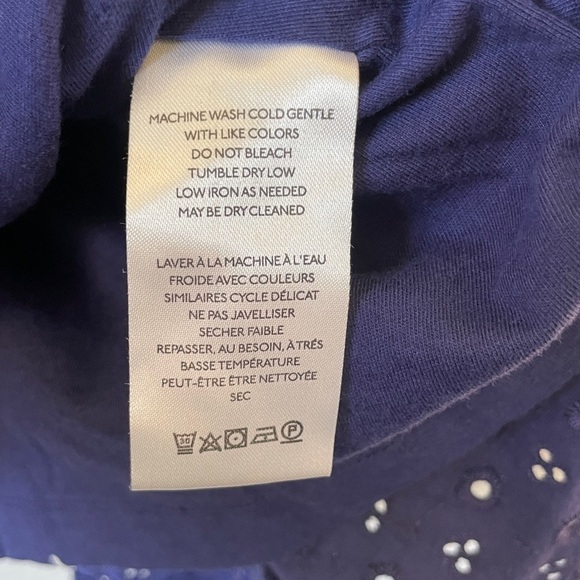 MACHINE WASH COLD GENTLE
WITH LIKE COLORS
DO NOT BLEACH
TUMBLE DRY LOW
LOW IRON AS NEEDED
MAY BE DRY CLEANED
LAVER À LA MACHINE À L'EAU
FROIDE AVEC COULEURS
SIMILAIRES CYCLE DÉLICAT
NE PAS JAVELLISER
SECHER FAIBLE
REPASSER, AU BESOIN, À TRÉS
BASSE TEMPÉRATURE
PEUT-ÊTRE ÊTRE NETTOYÉE
SEC
30 P